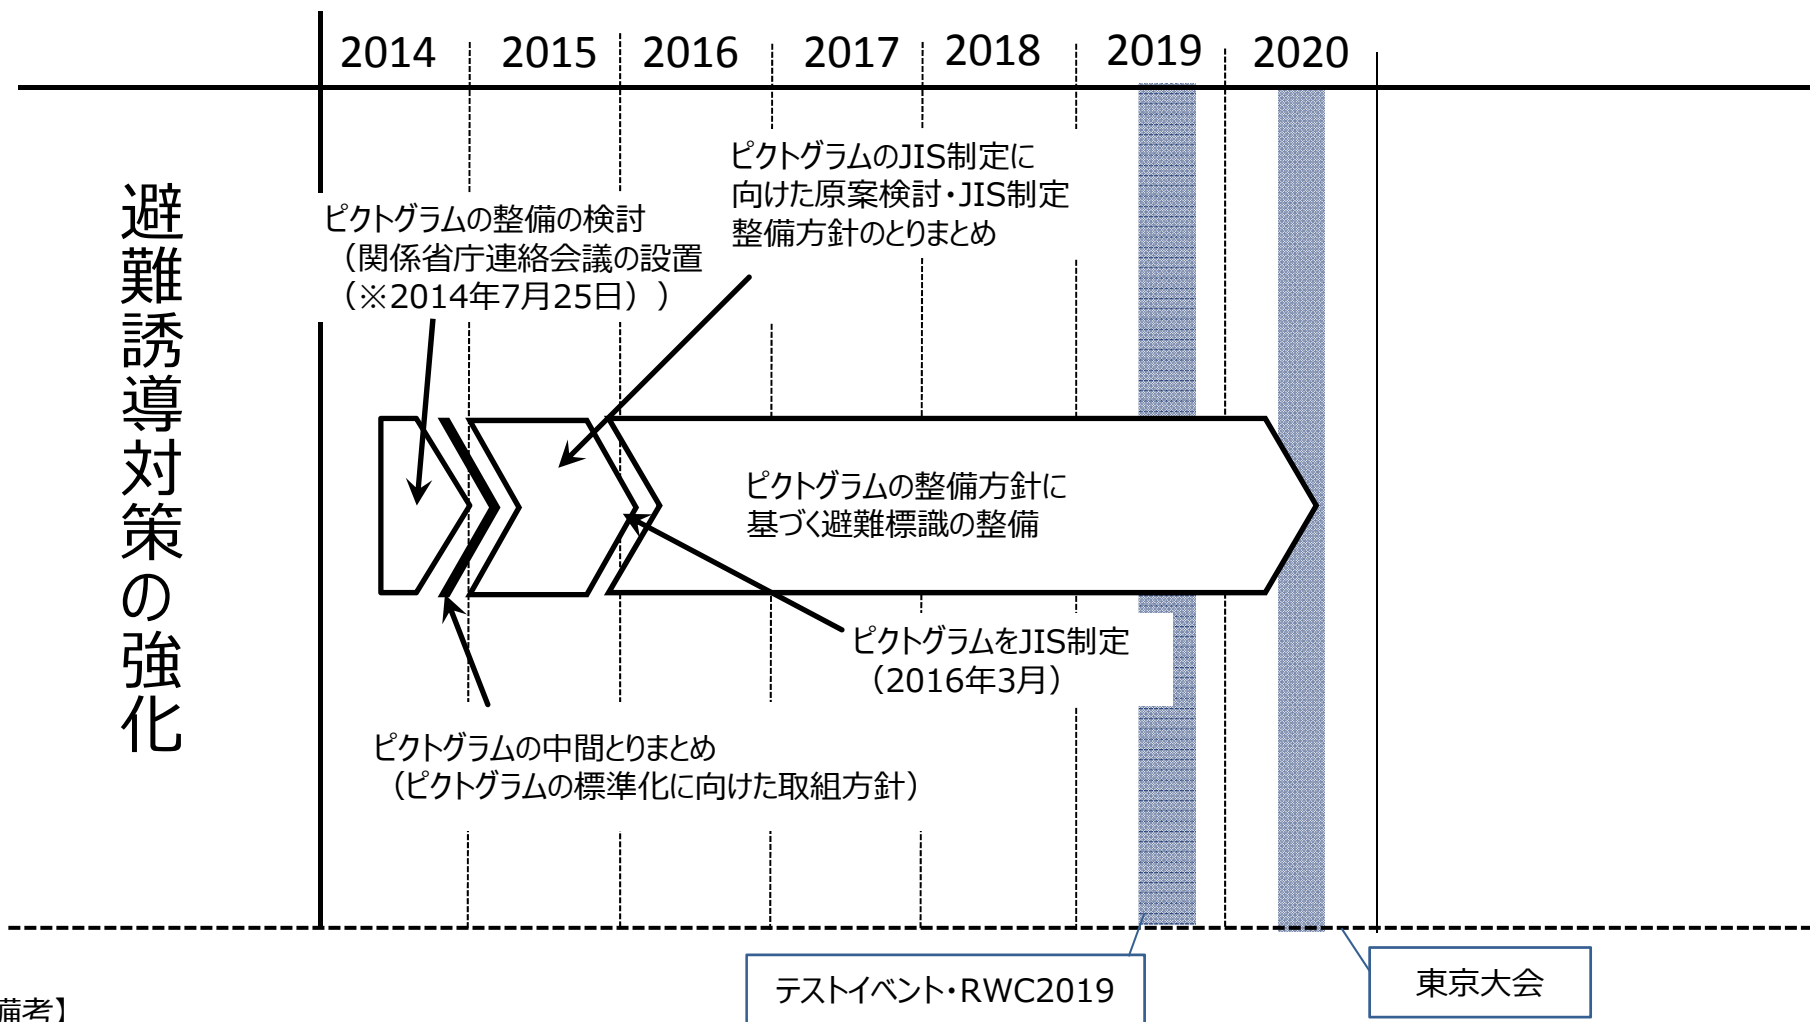 2014 2015 2016 2017 2018 2019 2020
避難誘導対策の強化
ピクトグラムのJIS制定に
向けた原案検討・JIS制定
整備方針のとりまとめ
ピクトグラムの整備の検討
（関係省庁連絡会議の設置
（※2014年7月25日））
ピクトグラムの整備方針に
基づく避難標識の整備
ピクトグラムをJIS制定
（2016年3月）
ピクトグラムの中間とりまとめ
（ピクトグラムの標準化に向けた取組方針）
テストイベント・RWC2019
東京大会
備考】